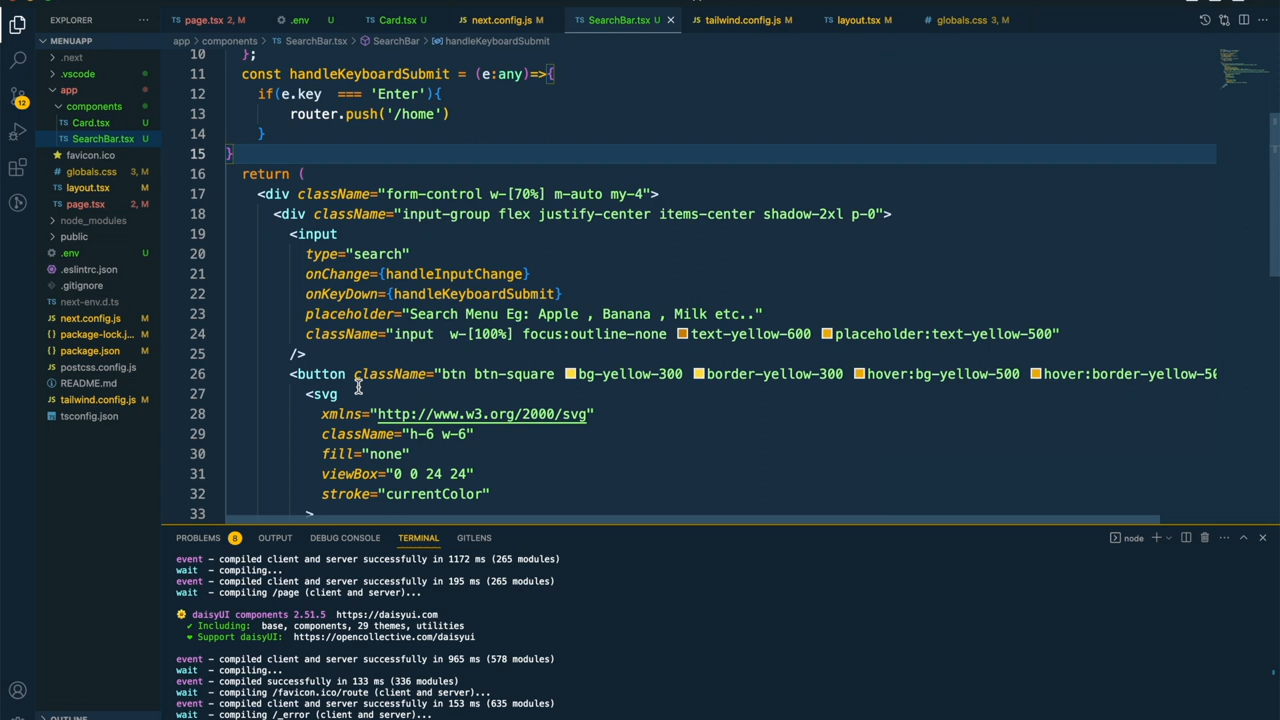 EXPLORER
···
page.tsx 2, M
.env
TS Card.tsx U
next.config.js M
TS SearchBar.tsx U ×
tailwind.config.js M
layout.tsx M
globals.css 3, M
···
MENUAPP
.next
.vscode
app
components
TS Card.tsx U
TS SearchBar.tsx U
favicon.ico
globals.css 3, M
TS layout.tsx M
TS page.tsx 2, M
node_modules
public
.env U
.eslintrc.json
.gitignore
next-env.d.ts
next.config.js M
package-lock.j... M
package.json M
postcss.config.js
README.md
tailwind.config.js M
tsconfig.json
OUTLINE
12
app > components > TS SearchBar.tsx > SearchBar > handleKeyboardSubmit
10 };
11 const handleKeyboardSubmit = (e:any)=>{
12 if(e.key === 'Enter'){
13 router.push('/home')
14 }
15 }
16 return (
17 <div className="form-control w-[70%] m-auto my-4">
18 <div className="input-group flex justify-center items-center shadow-2xl p-0">
19 <input
20 type="search"
21 onChange={handleInputChange}
22 onKeyDown={handleKeyboardSubmit}
23 placeholder="Search Menu Eg: Apple , Banana , Milk etc.."
24 className="input w-[100%] focus:outline-none text-yellow-600 placeholder:text-yellow-500"
25 />
26 <button className="btn btn-square bg-yellow-300 border-yellow-300 hover:bg-yellow-500 hover:border-yellow-50
27 <svg
28 xmlns="http://www.w3.org/2000/svg"
29 className="h-6 w-6"
30 fill="none"
31 viewBox="0 0 24 24"
32 stroke="currentColor"
33 >
PROBLEMS 8 OUTPUT DEBUG CONSOLE TERMINAL GITLENS node
event - compiled client and server successfully in 1172 ms (265 modules)
wait - compiling...
event - compiled client and server successfully in 195 ms (265 modules)
wait - compiling /page (client and server)...
🌼 daisyUI components 2.51.5 https://daisyui.com
✔ Including: base, components, 29 themes, utilities
❤ Support daisyUI: https://opencollective.com/daisyui
event - compiled client and server successfully in 965 ms (578 modules)
wait - compiling...
event - compiled successfully in 133 ms (336 modules)
wait - compiling /favicon.ico/route (client and server)...
event - compiled client and server successfully in 153 ms (635 modules)
wait - compiling /_error (client and server)...